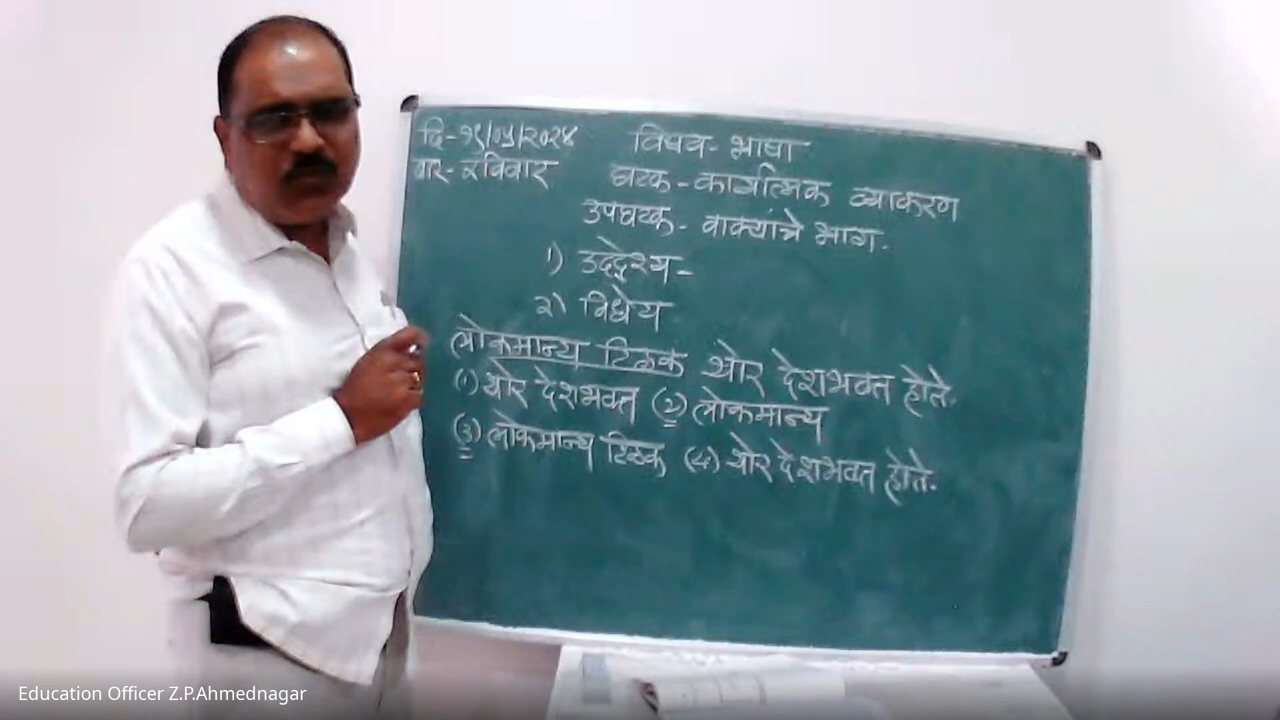 दि-१९/०५/२०२४
वार-रविवार
विषय-भाषा
घटक-कार्यात्मक व्याकरण
उपघटक-वाक्यांचे भाग.
१) उद्देश्य-
२) विधेय
लोकमान्य टिळक थोर देशभक्त होते.
(१) थोर देशभक्त (२) लोकमान्य
(३) लोकमान्य टिळक (४) थोर देशभक्त होते.
Education Officer Z.P.Ahmednagar